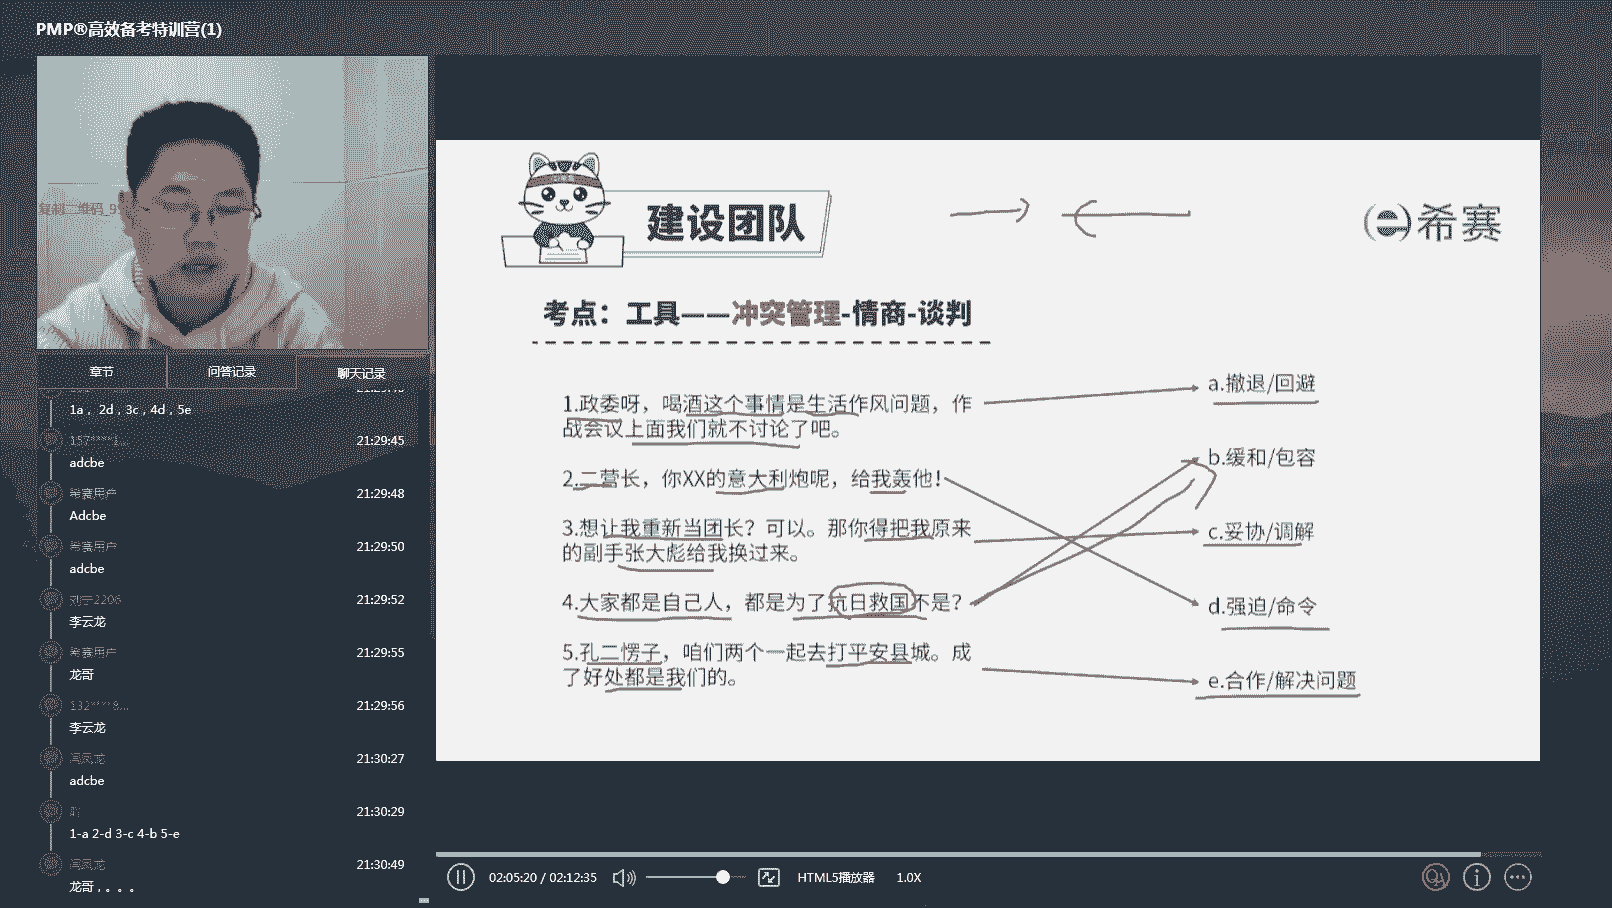 PMP®高效备考特训营(1)
章节
问答记录
聊天记录
1a， 2d，3c，4d，5e
157****1...
21:29:45
adcbe
希赛用户
21:29:48
Adcbe
希赛用户
21:29:50
adcbe
21:29:52
李云龙
希赛用户
21:29:55
龙哥
132****8...
21:29:56
李云龙
冯凤龙
21:30:27
adcbe
21:30:29
1-a 2-d 3-c 4-b 5-e
冯凤龙
21:30:49
龙哥，。。。
建设团队
希赛
考点：工具——冲突管理-情商-谈判
1.政委呀，喝酒这个事情是生活作风问题，作
战会议上面我们就不讨论了吧。
2.二营长，你XX的意大利炮呢，给我轰他！
3.想让我重新当团长？可以。那你得把我原来
的副手张大彪给我换过来。
4.大家都是自己人，都是为了抗日救国不是？
5.孔二愣子，咱们两个一起去打平安县城。成
了好处都是我们的。
a.撤退/回避
b.缓和/包容
c.妥协/调解
d.强迫/命令
e.合作/解决问题
02:05:20 / 02:12:35
HTML5播放器
1.0X